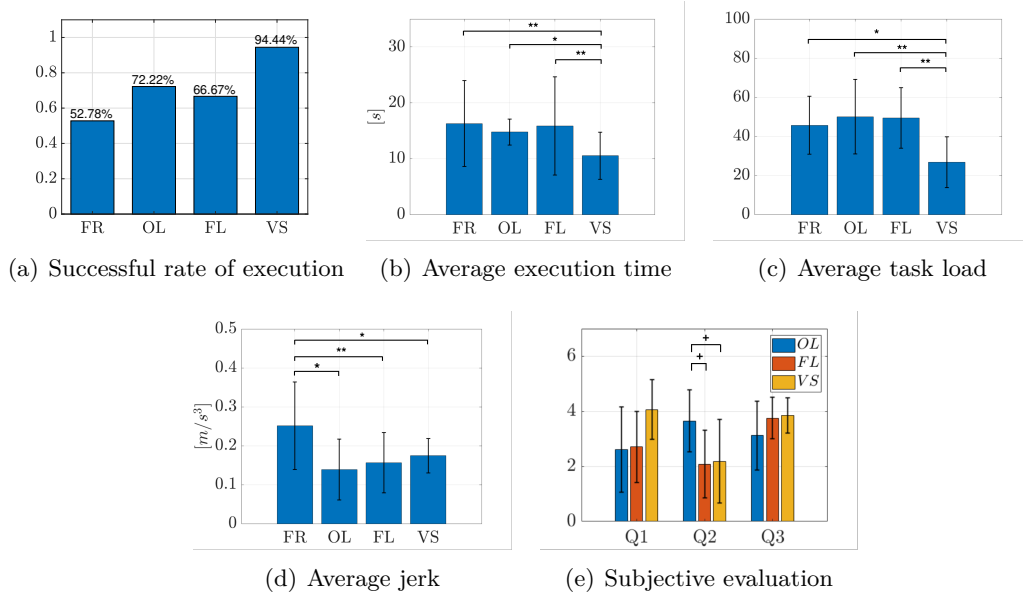 1
0.8
0.6
0.4
0.2
0
52.78%
72.22%
66.67%
94.44%
FR OL FL VS
(a) Successful rate of execution
[s]
30
20
10
0
**
*
**
FR OL FL VS
(b) Average execution time
100
80
60
40
20
0
*
**
**
FR OL FL VS
(c) Average task load
[m/s³]
0.5
0.4
0.3
0.2
0.1
0
*
**
*
FR OL FL VS
(d) Average jerk
6
4
2
0
+
+
OL
FL
VS
Q1 Q2 Q3
(e) Subjective evaluation